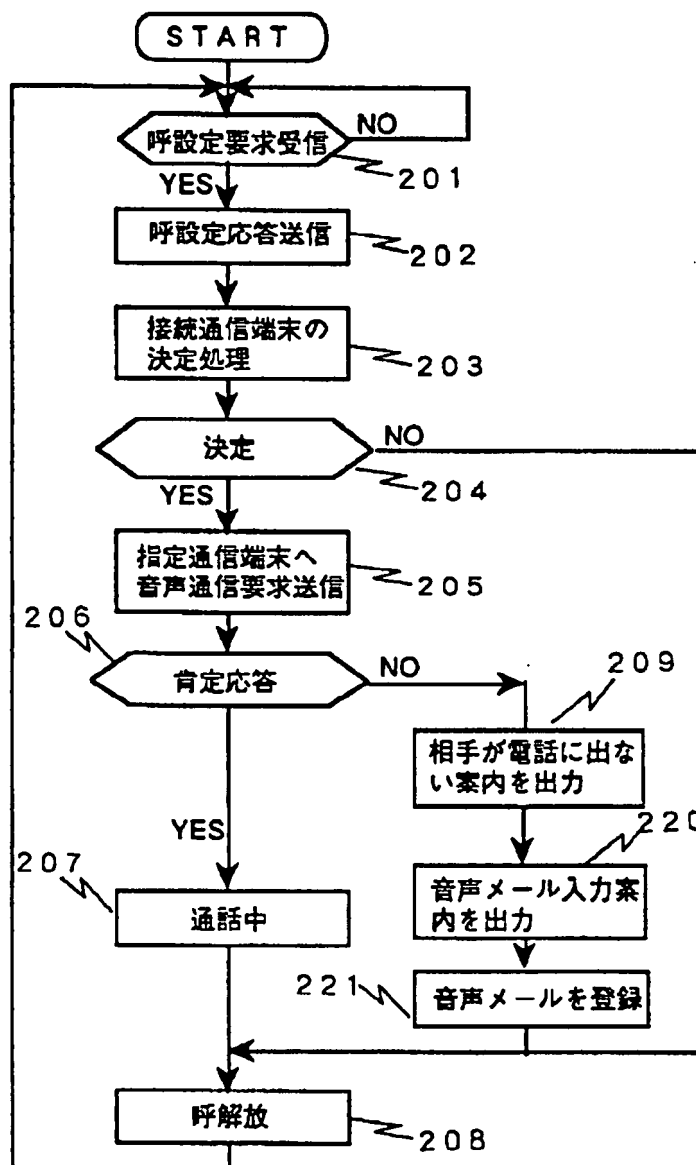 START
呼設定要求受信
NO
201
YES
呼設定応答送信
202
接続通信端末の
決定処理
203
決定
NO
204
YES
指定通信端末へ
音声通信要求送信
205
206
肯定応答
NO
209
相手が電話に出な
い案内を出力
220
YES
音声メール入力案
内を出力
207
通話中
221
音声メールを登録
呼解放
208